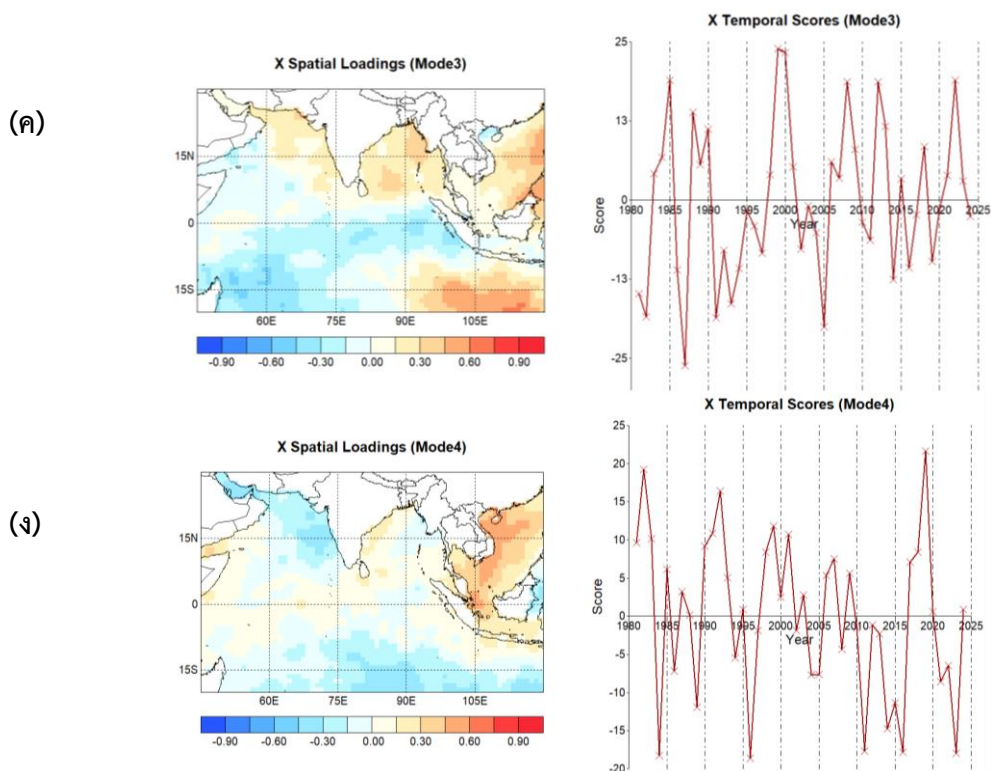 (ค)
X Spatial Loadings (Mode3)
15N
0
15S
60E 75E 90E 105E
-0.90 -0.60 -0.30 0.00 0.30 0.60 0.90
X Temporal Scores (Mode3)
25
13
0
-13
-25
Score
1980 1985 1990 1995 2000 2005 2010 2015 2020 2025
Year
(ง)
X Spatial Loadings (Mode4)
15N
0
15S
60E 75E 90E 105E
-0.90 -0.60 -0.30 0.00 0.30 0.60 0.90
X Temporal Scores (Mode4)
25
20
15
10
5
0
-5
-10
-15
-20
Score
1980 1985 1990 1995 2000 2005 2010 2015 2020 2025
Year